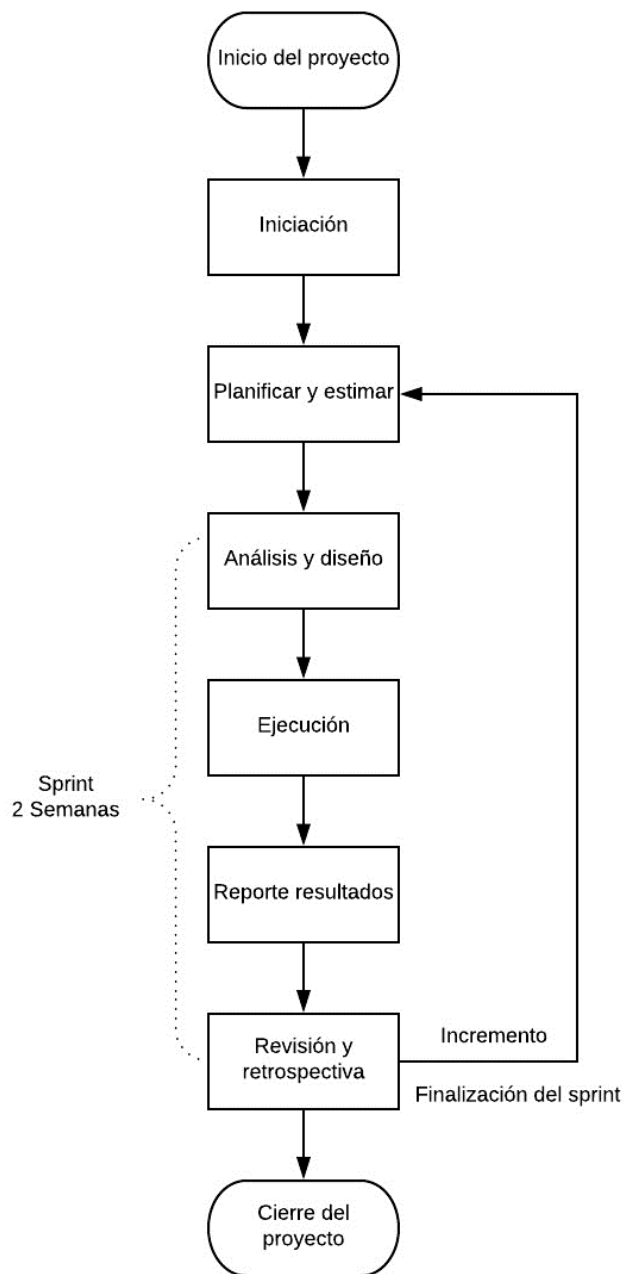 Inicio del proyecto
Iniciación
Planificar y estimar
Análisis y diseño
Ejecución
Sprint
2 Semanas
Reporte resultados
Revisión y
retrospectiva
Incremento
Finalización del sprint
Cierre del
proyecto